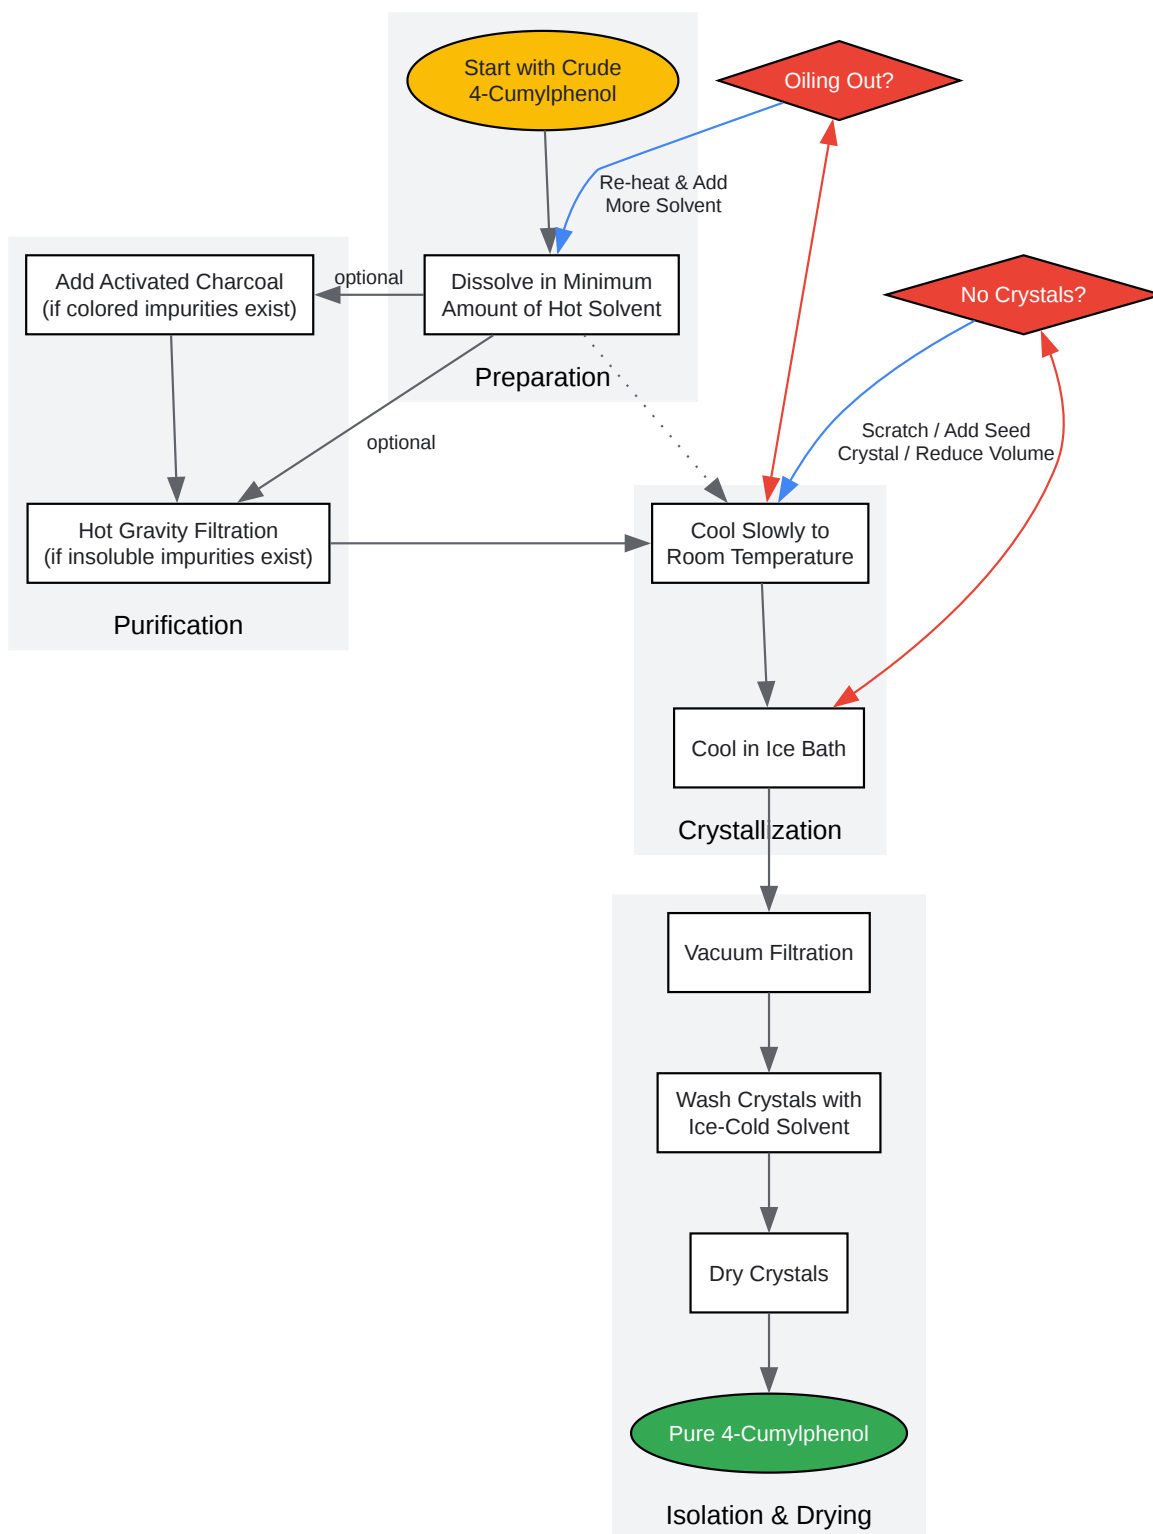 Start with Crude
4-Cumylphenol
Oiling Out?
Re-heat & Add
More Solvent
Add Activated Charcoal
(if colored impurities exist)
optional
Dissolve in Minimum
Amount of Hot Solvent
No Crystals?
Preparation
optional
Scratch / Add Seed
Crystal / Reduce Volume
Hot Gravity Filtration
(if insoluble impurities exist)
Cool Slowly to
Room Temperature
Purification
Cool in Ice Bath
Crystallization
Vacuum Filtration
Wash Crystals with
Ice-Cold Solvent
Dry Crystals
Pure 4-Cumylphenol
Isolation & Drying